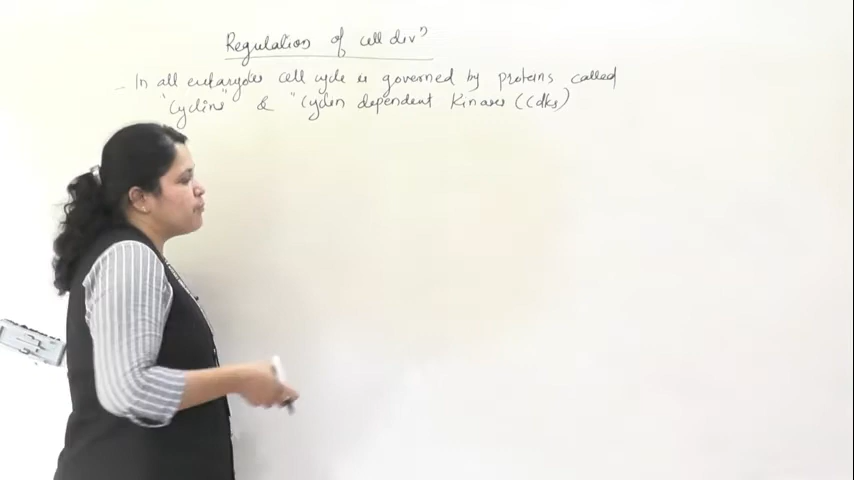 Regulation of cell divⁿ
- In all eukaryotes cell cycle is governed by proteins called
"Cyclins" & "Cyclin dependent Kinases (Cdks)